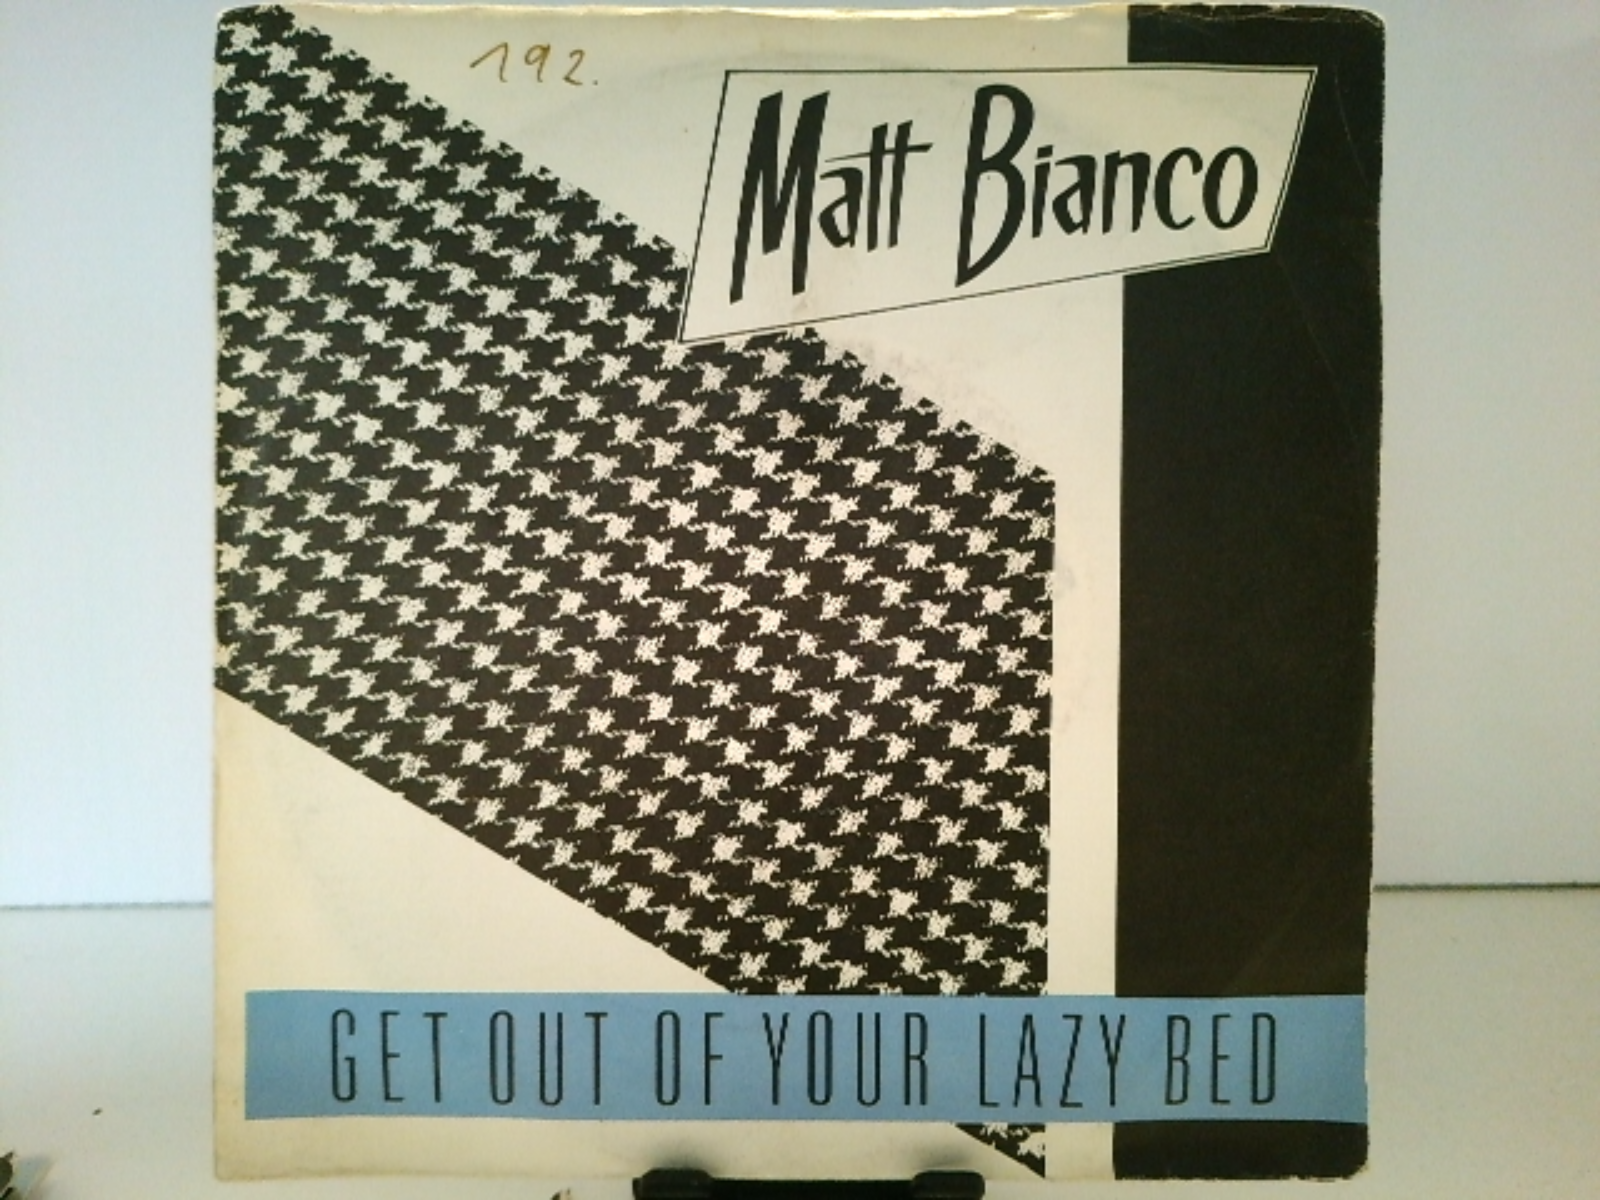 192.
Matt Bianco
GET OUT OF YOUR LAZY BED